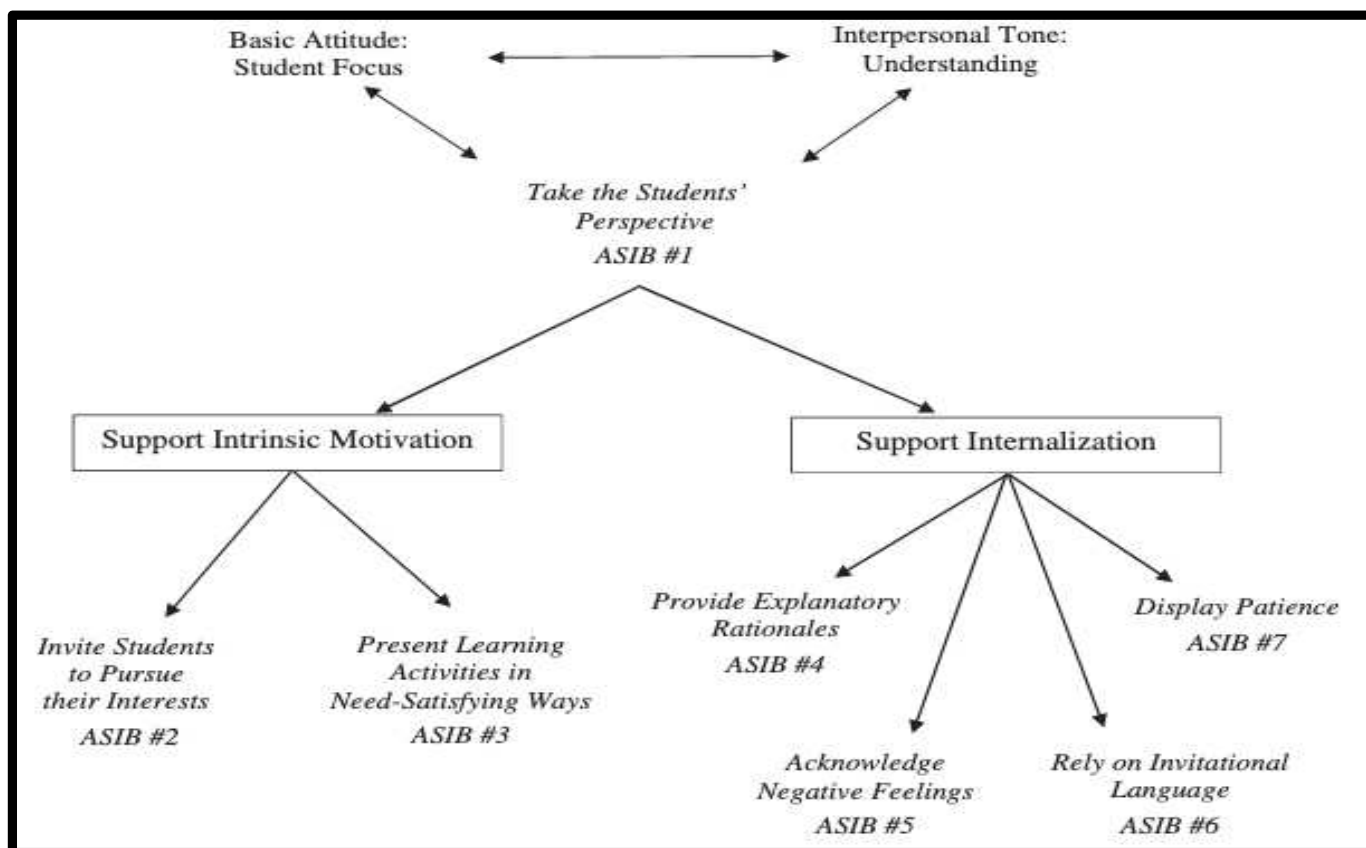 Basic Attitude:
Student Focus
Interpersonal Tone:
Understanding
Take the Students'
Perspective
ASIB #1
Support Intrinsic Motivation
Support Internalization
Invite Students
to Pursue
their Interests
ASIB #2
Present Learning
Activities in
Need-Satisfying Ways
ASIB #3
Provide Explanatory
Rationales
ASIB #4
Acknowledge
Negative Feelings
ASIB #5
Rely on Invitational
Language
ASIB #6
Display Patience
ASIB #7